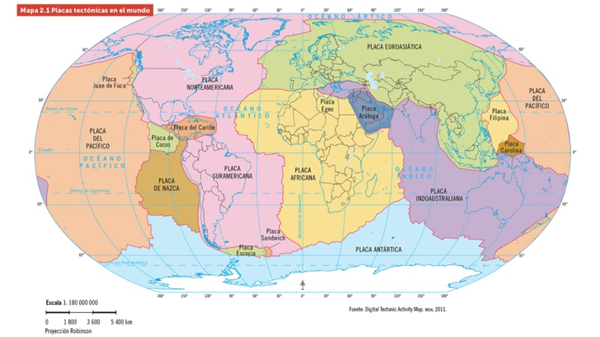 Mapa 2.1 Placas tectónicas en el mundo
OCÉANO ÁRTICO
PLACA EUROASIÁTICA
Placa
Juan de Fuca
PLACA
NORTEAMERICANA
OCÉANO
ATLÁNTICO
Placa
Egeo
Placa
Arábiga
Placa
Filipina
PLACA
DEL
PACÍFICO
PLACA
DEL
PACÍFICO
OCÉANO
PACÍFICO
Placa de
Cocos
Placa del Caribe
Placa
Carolina
PLACA
DE NAZCA
PLACA
SURAMERICANA
PLACA
AFRICANA
OCÉANO
ÍNDICO
PLACA
INDOAUSTRALIANA
Placa
Sandwich
Placa
Escocia
PLACA ANTÁRTICA
Escala 1: 180 000 000
0 1 800 3 600 5 400 km
Proyección Robinson
Fuente: Digital Tectonic Activity Map. WEB, 2011.